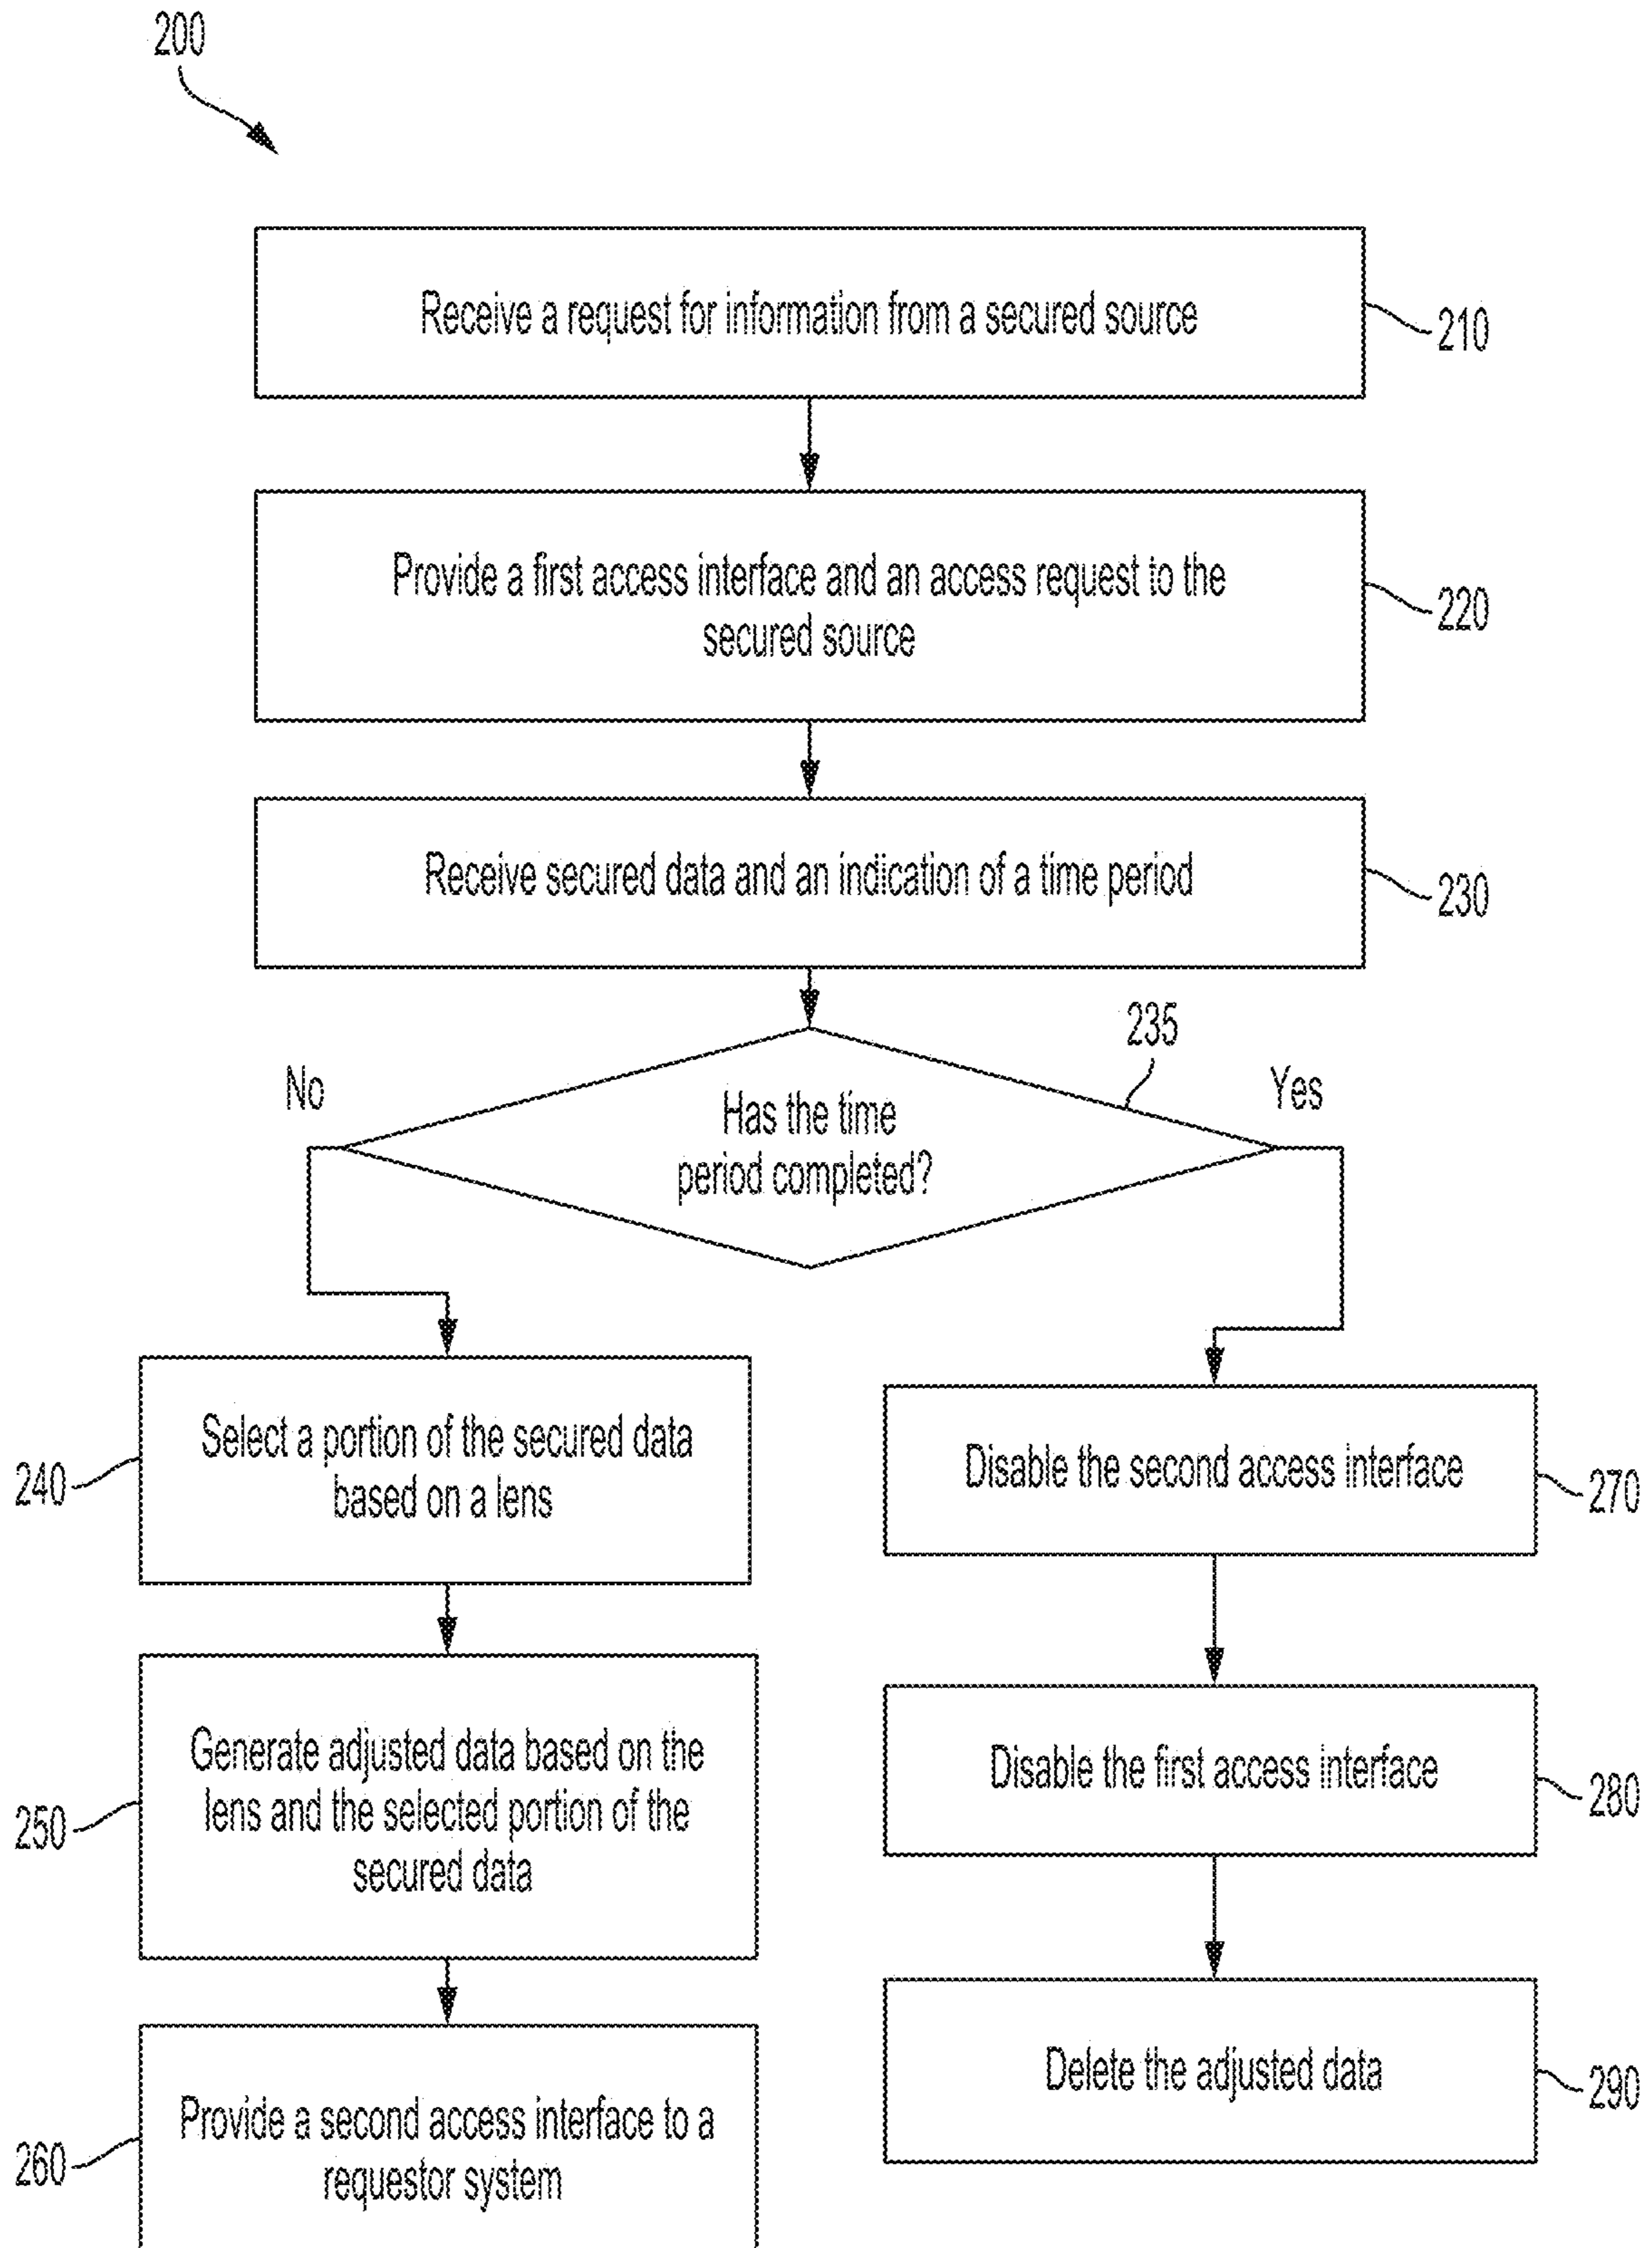 200
Receive a request for information from a secured source
210
Provide a first access interface and an access request to the
secured source
220
Receive secured data and an indication of a time period
230
235
No
Yes
Has the time
period completed?
Select a portion of the secured data
based on a lens
240
Disable the second access interface
270
Generate adjusted data based on the
lens and the selected portion of the
secured data
250
Disable the first access interface
280
Provide a second access interface to a
requestor system
260
Delete the adjusted data
290